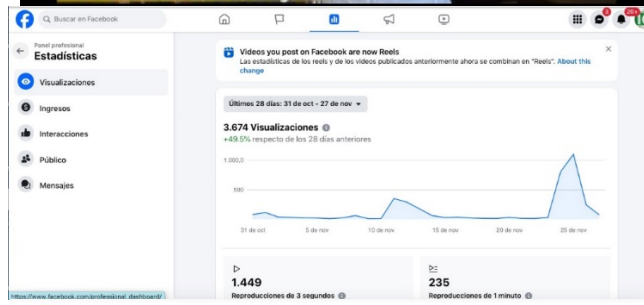 Buscar en Facebook
20+
Panel profesional
Estadísticas
Visualizaciones
Ingresos
Interacciones
Público
Mensajes
Videos you post on Facebook are now Reels
Las estadísticas de los reels y de los videos publicados anteriormente ahora se combinan en "Reels". About this
change
Últimos 28 días: 31 de oct - 27 de nov
3.674 Visualizaciones
+49.5% respecto de los 28 días anteriores
1.000,0
500
31 de oct 5 de nov 10 de nov 15 de nov 20 de nov 25 de nov
1.449
Reproducciones de 3 segundos
235
Reproducciones de 1 minuto
https://www.facebook.com/professional_dashboard/